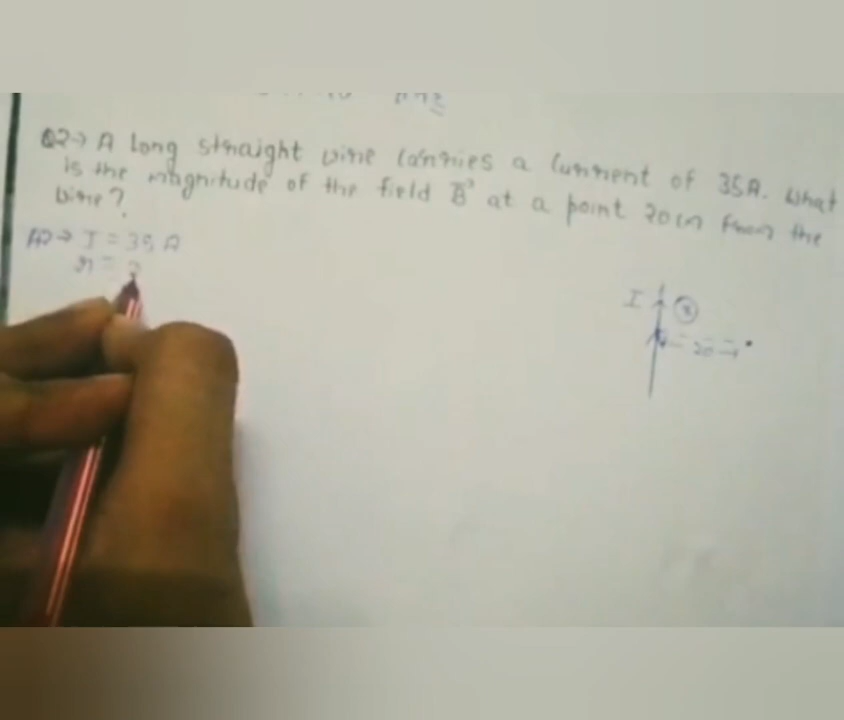 Q2→ A long straight wire carries a current of 35A. What
is the magnitude of the field B⃗ at a point 20cm from the
wire?
A2→ I = 35 A
r = 2
I ⊗
20